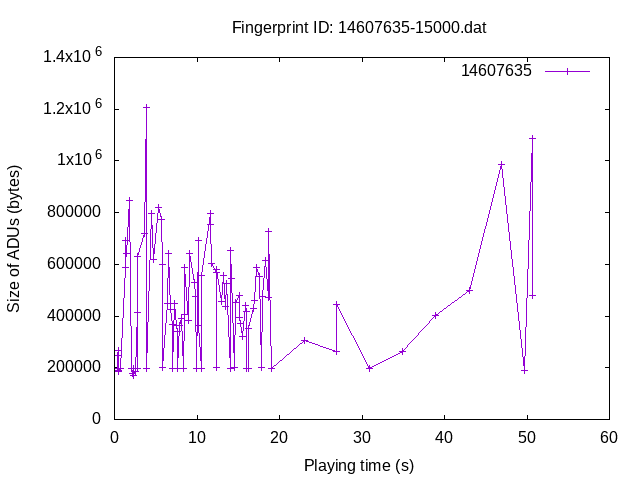 Fingerprint ID: 14607635-15000.dat
14607635
1.4x10^6
1.2x10^6
1x10^6
800000
600000
400000
200000
0
Size of ADUs (bytes)
0 10 20 30 40 50 60
Playing time (s)